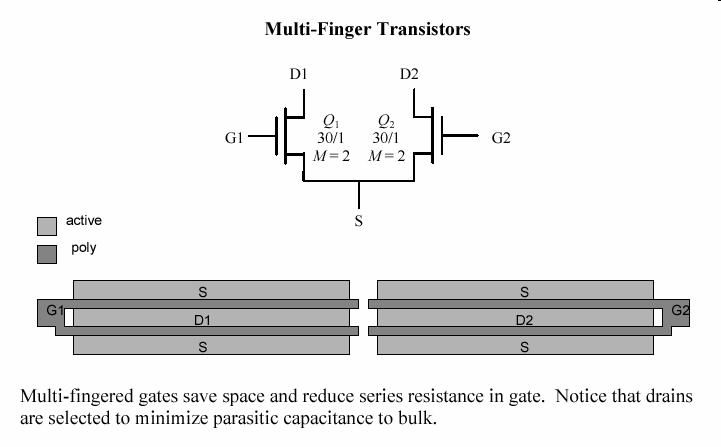 Multi-Finger Transistors
D1 D2
G1 Q1 Q2 G2
30/1 30/1
M = 2 M = 2
S
active
poly
S S
G1 D1 D2 G2
S S
Multi-fingered gates save space and reduce series resistance in gate. Notice that drains
are selected to minimize parasitic capacitance to bulk.